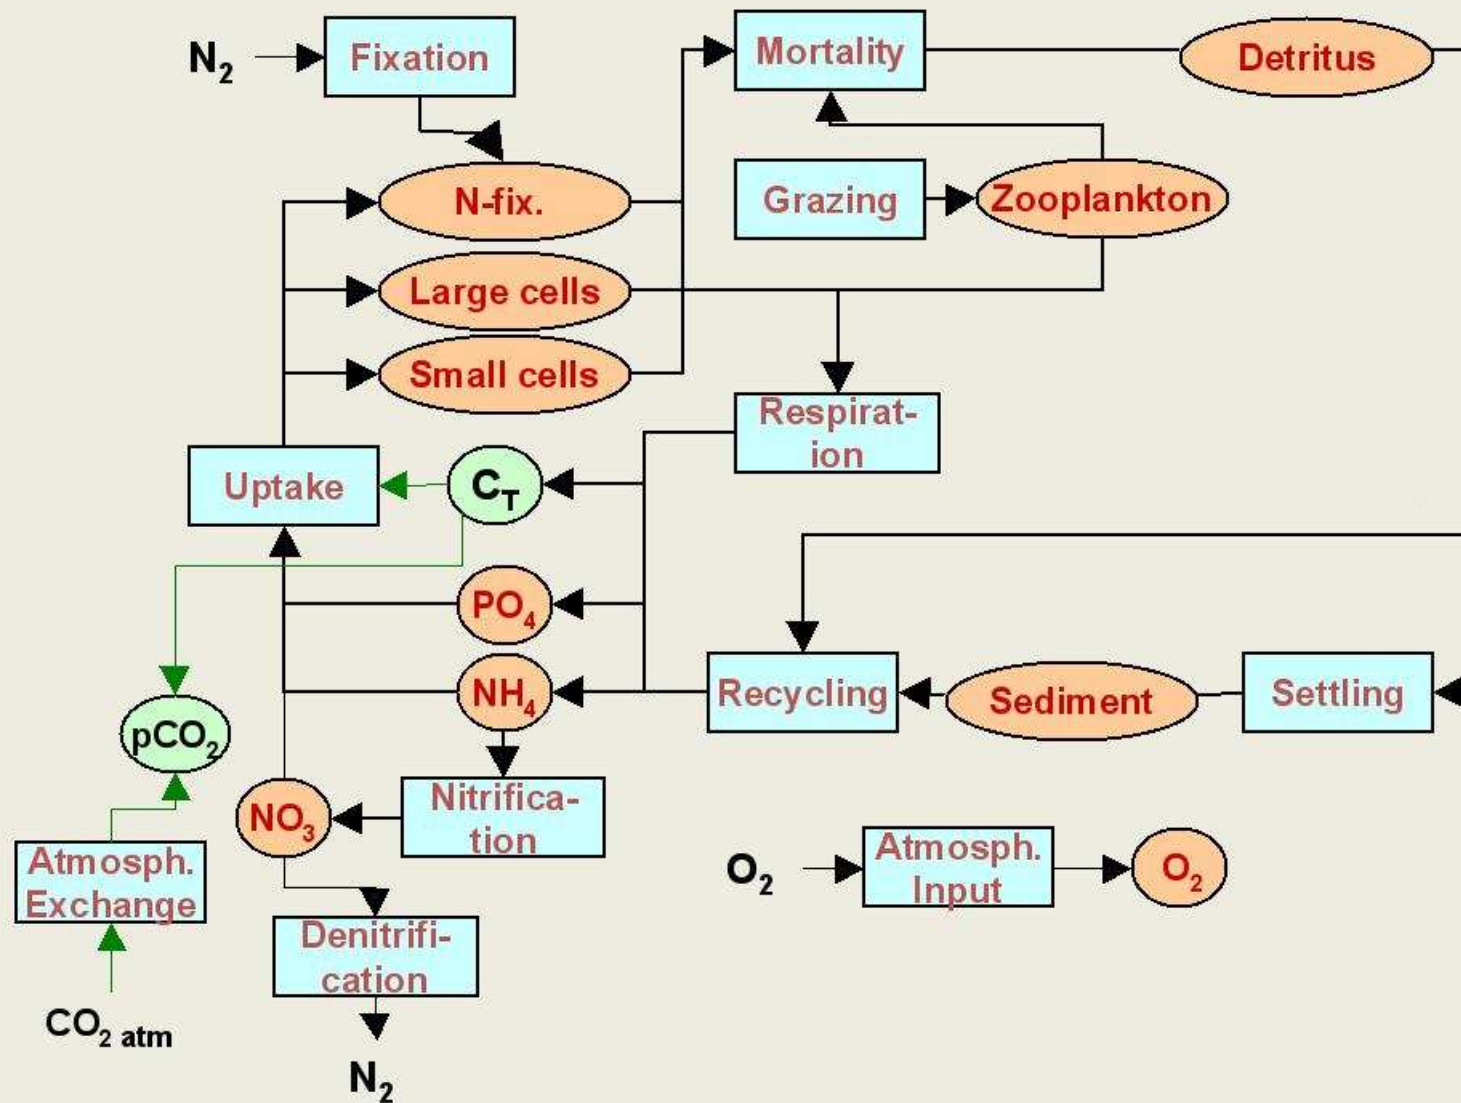 N2
Fixation
Mortality
Detritus
N-fix.
Grazing
Zooplankton
Large cells
Small cells
Respirat-
ion
Uptake
CT
PO4
NH4
Recycling
Sediment
Settling
pCO2
NO3
Nitrifica-
tion
Atmosph.
Exchange
O2
Atmosph.
Input
O2
Denitrifi-
cation
CO2 atm
N2